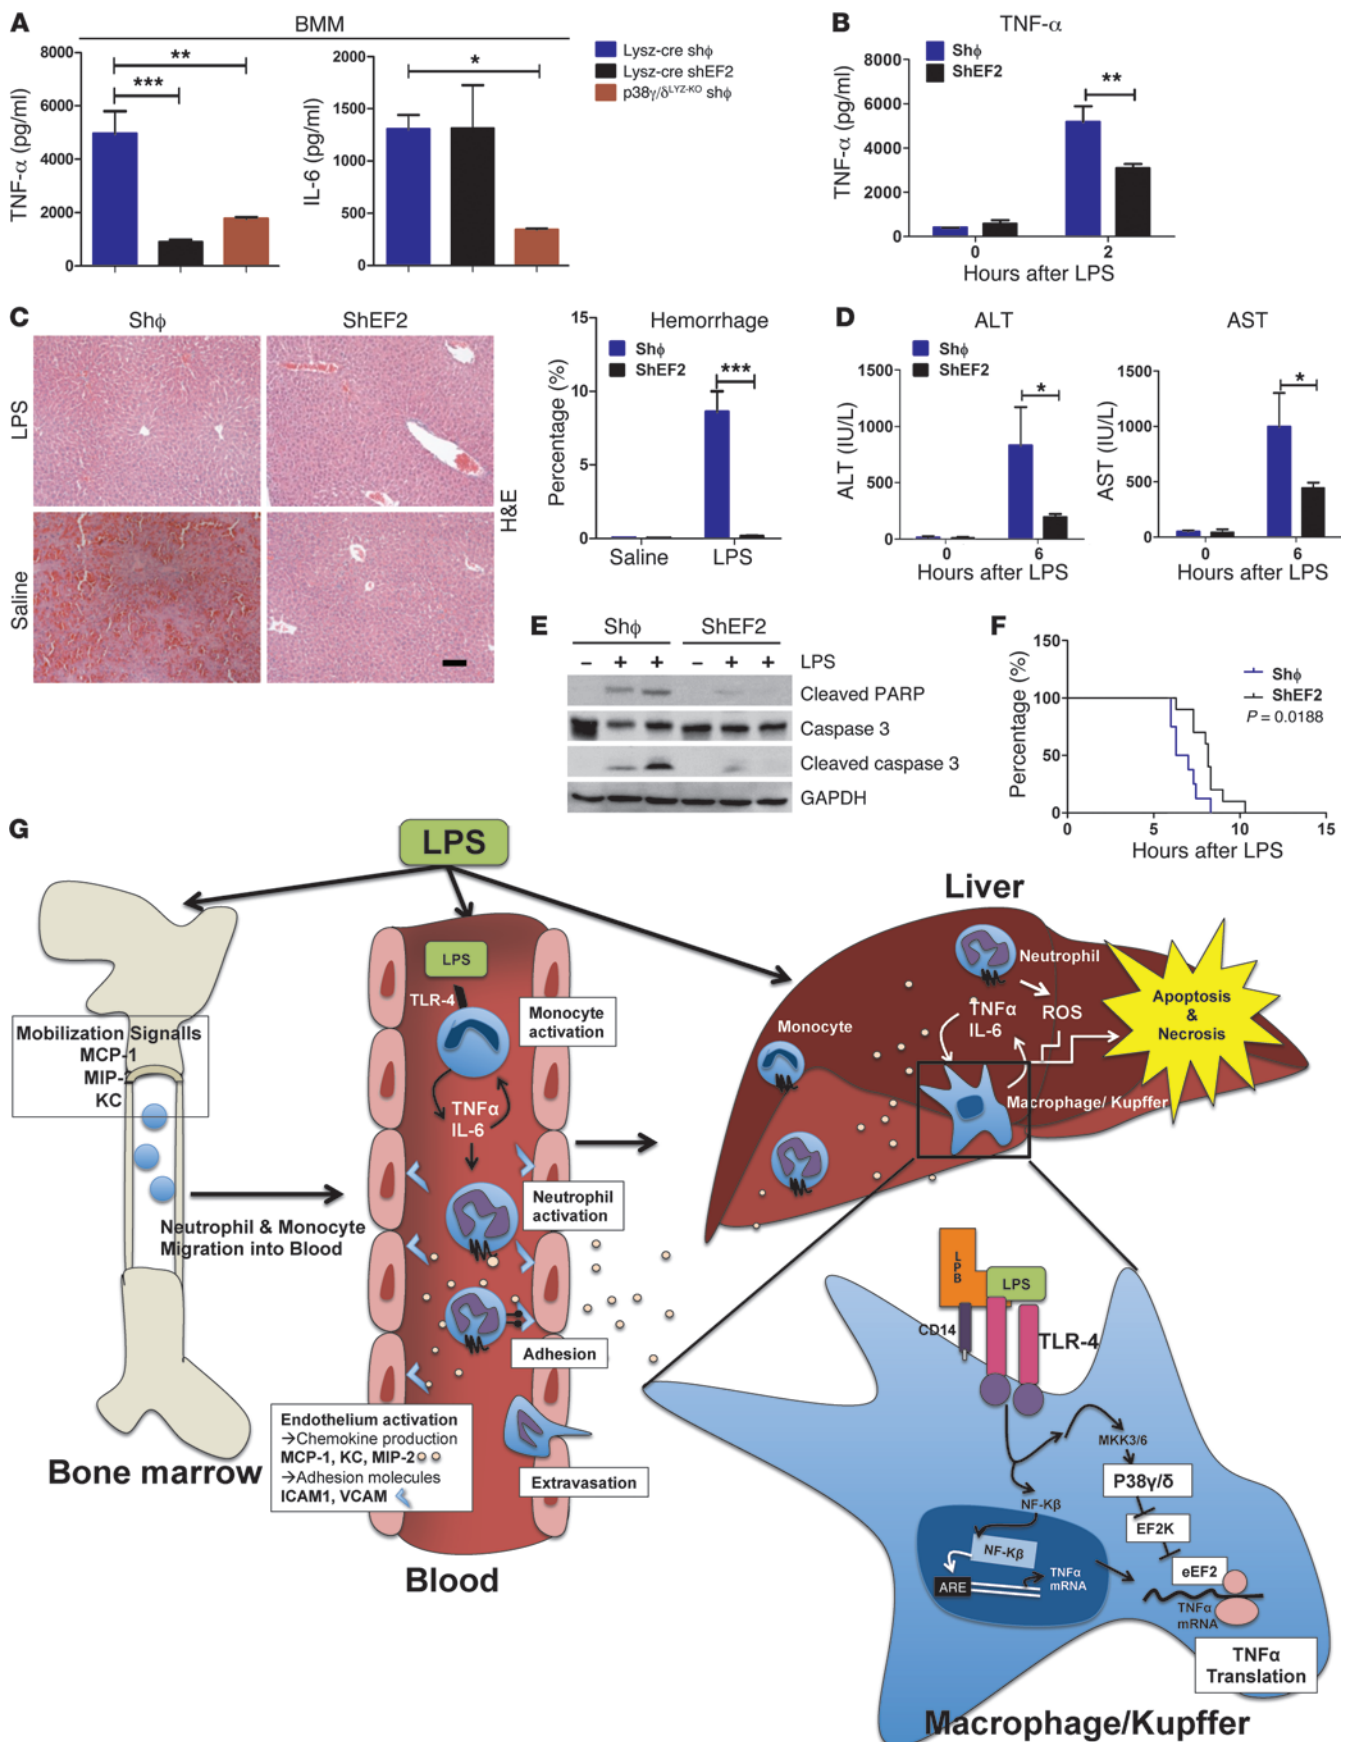 A
BMM
TNF-α (pg/ml)
8000
6000
4000
2000
0
**
***
IL-6 (pg/ml)
2000
1500
1000
500
0
*
Lysz-cre shϕ
Lysz-cre shEF2
p38γ/δLYZ-KO shϕ
B
TNF-α
Shϕ
ShEF2
TNF-α (pg/ml)
8000
6000
4000
2000
0
**
0 2
Hours after LPS
C
Shϕ ShEF2
LPS
Saline
H&E
Hemorrhage
Shϕ
ShEF2
Percentage (%)
15
10
5
0
***
Saline LPS
D
ALT
Shϕ
ShEF2
ALT (IU/L)
1500
1000
500
0
*
0 6
Hours after LPS
AST
AST (IU/L)
1500
1000
500
0
*
0 6
Hours after LPS
E
Shϕ ShEF2
– + + – + + LPS
Cleaved PARP
Caspase 3
Cleaved caspase 3
GAPDH
F
Percentage (%)
150
100
50
0
Shϕ
ShEF2
P = 0.0188
0 5 10 15
Hours after LPS
G
LPS
Mobilization Signalls
MCP-1
MIP-2
KC
Neutrophil & Monocyte
Migration into Blood
Bone marrow
LPS
TLR-4
Monocyte
activation
TNFα
IL-6
Neutrophil
activation
Adhesion
Extravasation
Endothelium activation
→Chemokine production
MCP-1, KC, MIP-2
→Adhesion molecules
ICAM1, VCAM
Blood
Liver
Neutrophil
Monocyte
TNFα
IL-6
ROS
Macrophage/ Kupffer
Apoptosis
&
Necrosis
LPB
LPS
CD14
TLR-4
MKK3/6
P38γ/δ
EF2K
eEF2
NF-Kβ
NF-Kβ
ARE
TNFα
mRNA
TNFα
mRNA
TNFα
Translation
Macrophage/Kupffer